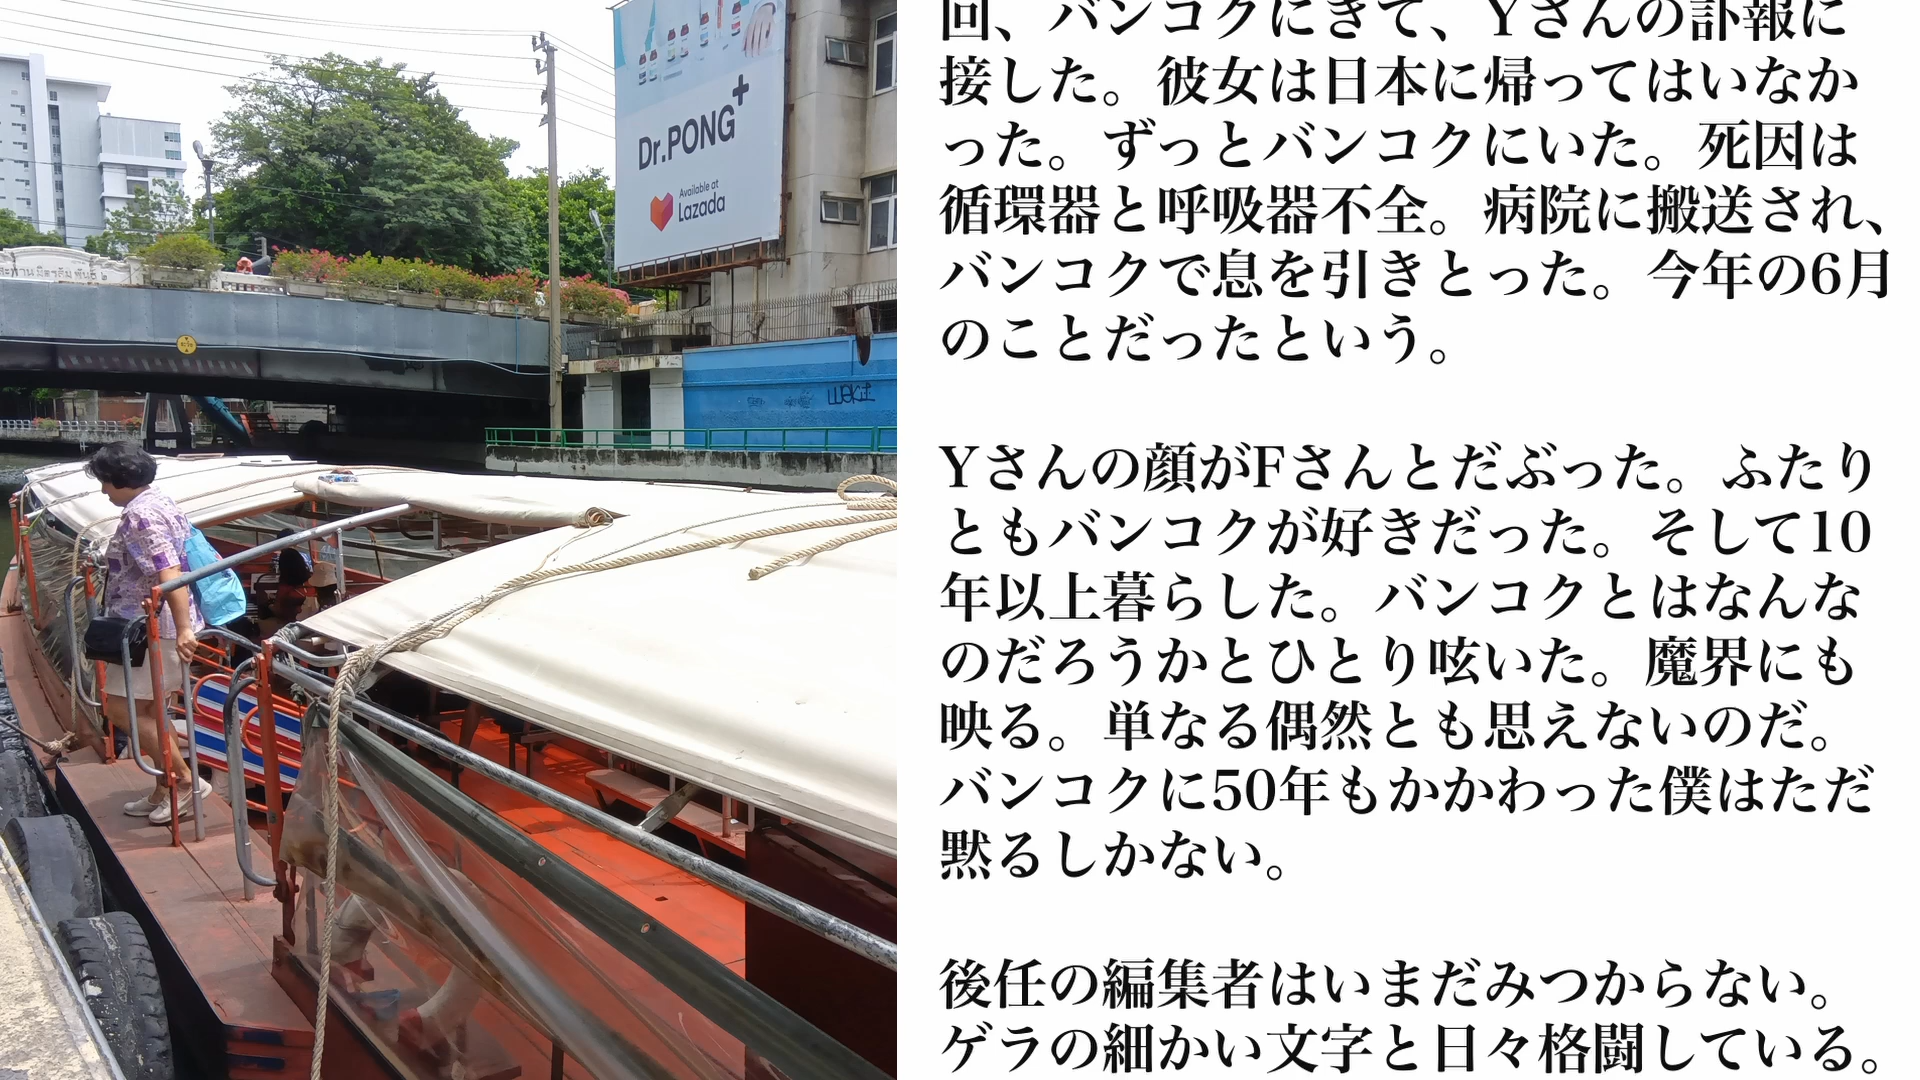 Dr.PONG+
Available at
Lazada
回、バンコクにきて、Yさんの訃報に
接した。彼女は日本に帰ってはいなか
った。ずっとバンコクにいた。死因は
循環器と呼吸器不全。病院に搬送され、
バンコクで息を引きとった。今年の6月
のことだったという。
Yさんの顔がFさんとだぶった。ふたり
ともバンコクが好きだった。そして10
年以上暮らした。バンコクとはなんな
のだろうかとひとり呟いた。魔界にも
映る。単なる偶然とも思えないのだ。
バンコクに50年もかかわった僕はただ
黙るしかない。
後任の編集者はいまだみつからない。
ゲラの細かい文字と日々格闘している。